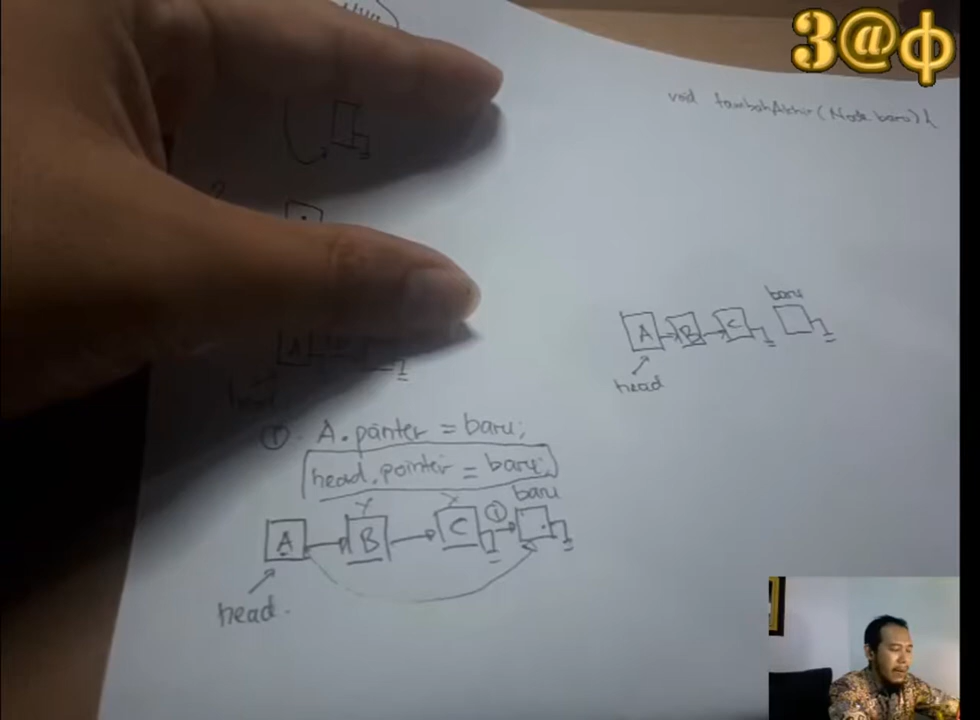 3@φ
void tambahAkhir(Node baru){
?
A
baru
A B C
head
① . A.pointer = baru;
head.pointer = baru;
Y X ① baru
A B C
head.